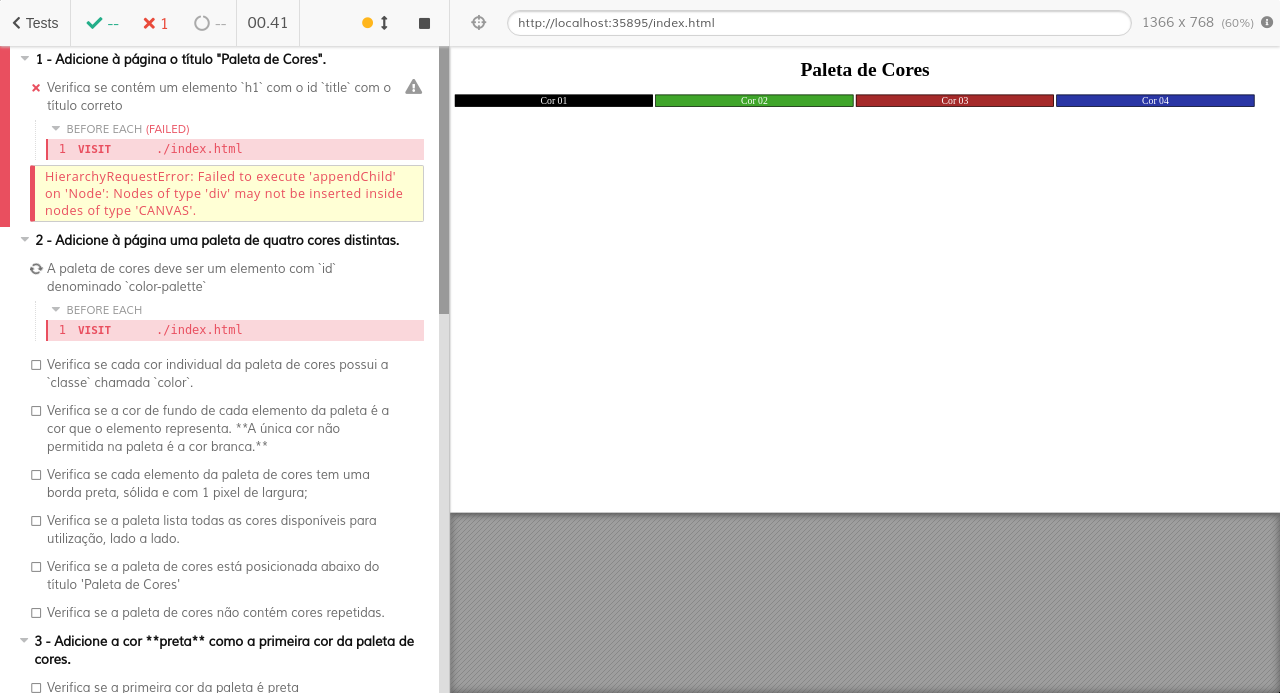 Tests
--
1
--
00.41
http://localhost:35895/index.html
1366 x 768 (60%)
1 - Adicione à página o título "Paleta de Cores".
Verifica se contém um elemento `h1` com o id `title` com o
título correto
BEFORE EACH (FAILED)
1 VISIT ./index.html
HierarchyRequestError: Failed to execute 'appendChild'
on 'Node': Nodes of type 'div' may not be inserted inside
nodes of type 'CANVAS'.
2 - Adicione à página uma paleta de quatro cores distintas.
A paleta de cores deve ser um elemento com `id`
denominado `color-palette`
BEFORE EACH
1 VISIT ./index.html
Verifica se cada cor individual da paleta de cores possui a
`classe` chamada `color`.
Verifica se a cor de fundo de cada elemento da paleta é a
cor que o elemento representa. **A única cor não
permitida na paleta é a cor branca.**
Verifica se cada elemento da paleta de cores tem uma
borda preta, sólida e com 1 pixel de largura;
Verifica se a paleta lista todas as cores disponíveis para
utilização, lado a lado.
Verifica se a paleta de cores está posicionada abaixo do
título 'Paleta de Cores'
Verifica se a paleta de cores não contém cores repetidas.
3 - Adicione a cor **preta** como a primeira cor da paleta de
cores.
Verifica se a primeira cor da paleta é preta
Paleta de Cores
Cor 01
Cor 02
Cor 03
Cor 04